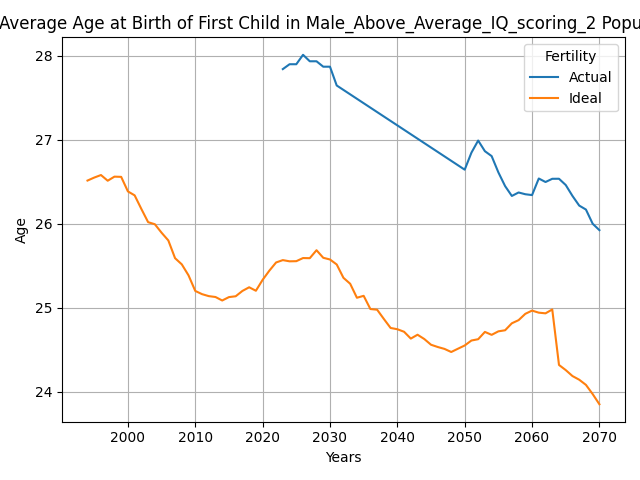 Average Age at Birth of First Child in Male_Above_Average_IQ_scoring_2 Popu
Fertility
Actual
Ideal
28
27
26
25
24
Age
2000 2010 2020 2030 2040 2050 2060 2070
Years